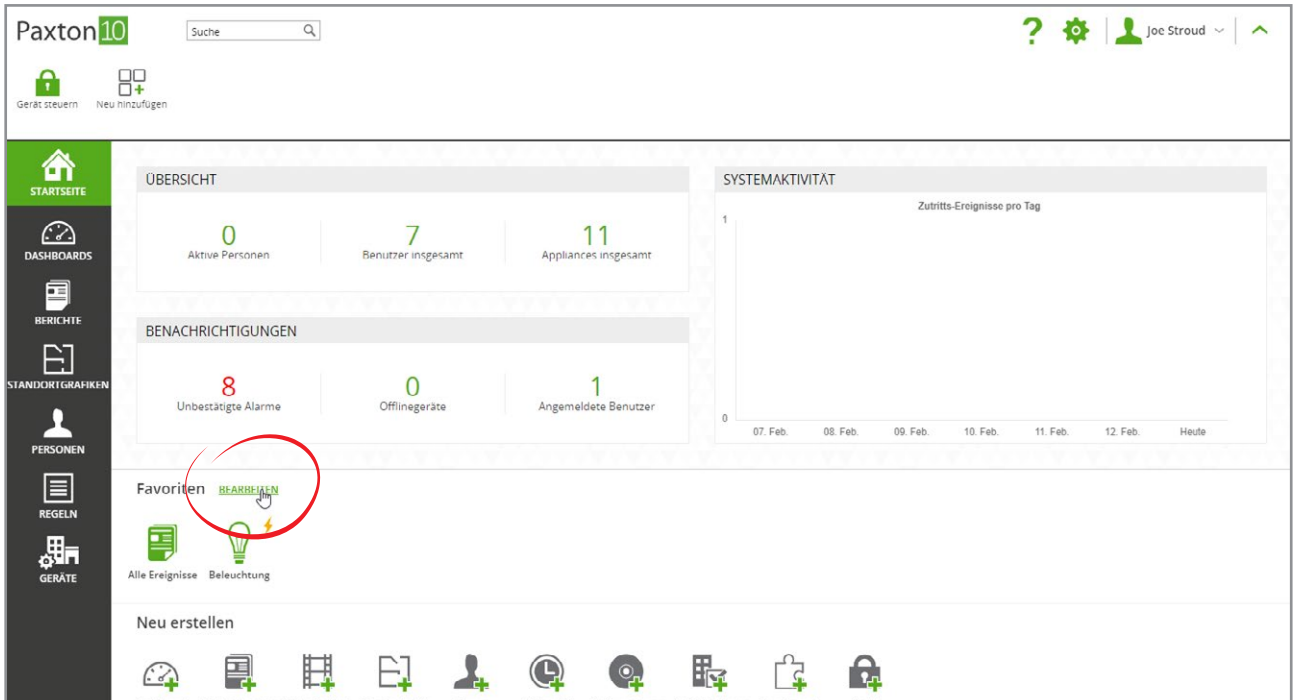 Paxton10
Suche
Joe Stroud
Gerät steuern
Neu hinzufügen
STARTSEITE
DASHBOARDS
BERICHTE
STANDORTGRAFIKEN
PERSONEN
REGELN
GERÄTE
ÜBERSICHT
0
Aktive Personen
7
Benutzer insgesamt
11
Appliances insgesamt
BENACHRICHTIGUNGEN
8
Unbestätigte Alarme
0
Offlinegeräte
1
Angemeldete Benutzer
SYSTEMAKTIVITÄT
Zutritts-Ereignisse pro Tag
1
0
07. Feb. 08. Feb. 09. Feb. 10. Feb. 11. Feb. 12. Feb. Heute
Favoriten BEARBEITEN
Alle Ereignisse
Beleuchtung
Neu erstellen